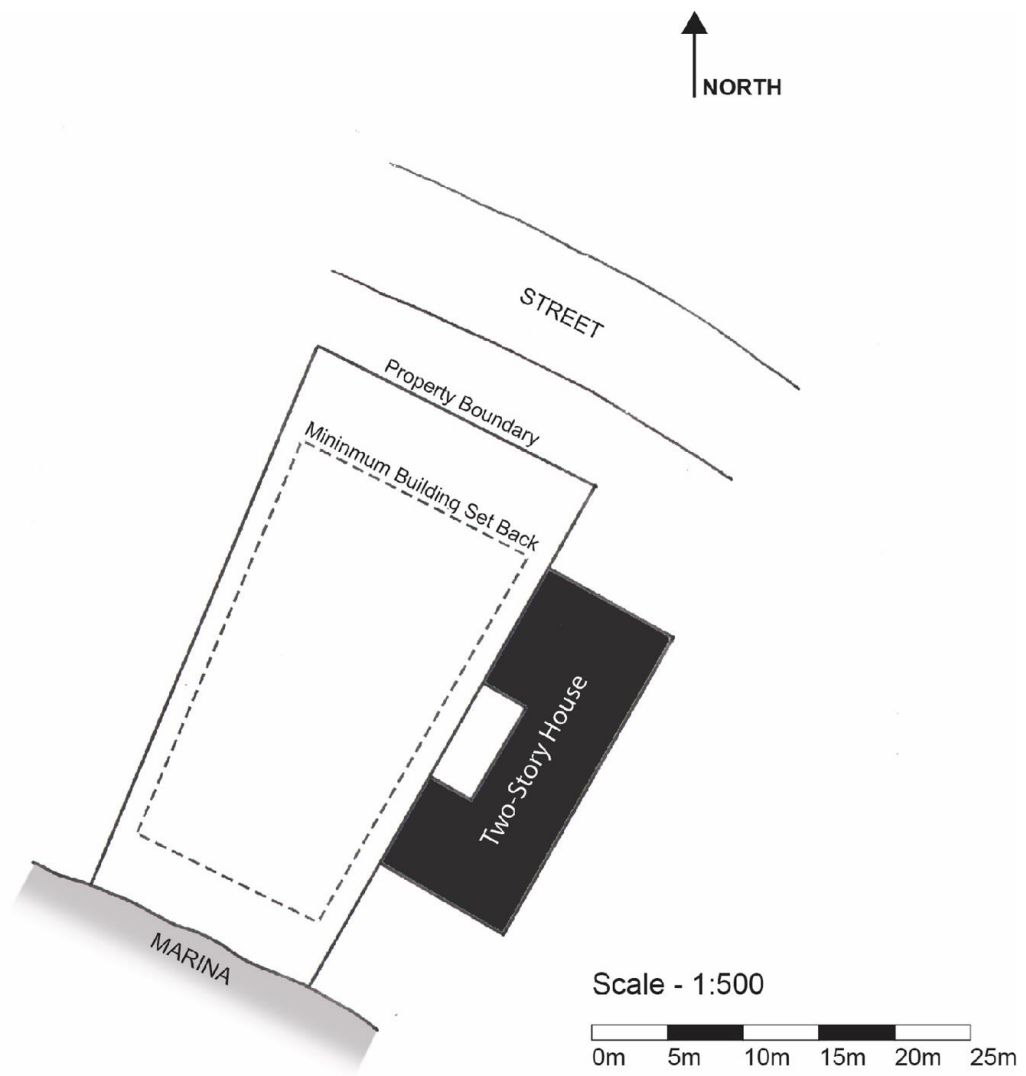 NORTH
STREET
Property Boundary
Mininmum Building Set Back
Two-Story House
MARINA
Scale - 1:500
0m 5m 10m 15m 20m 25m